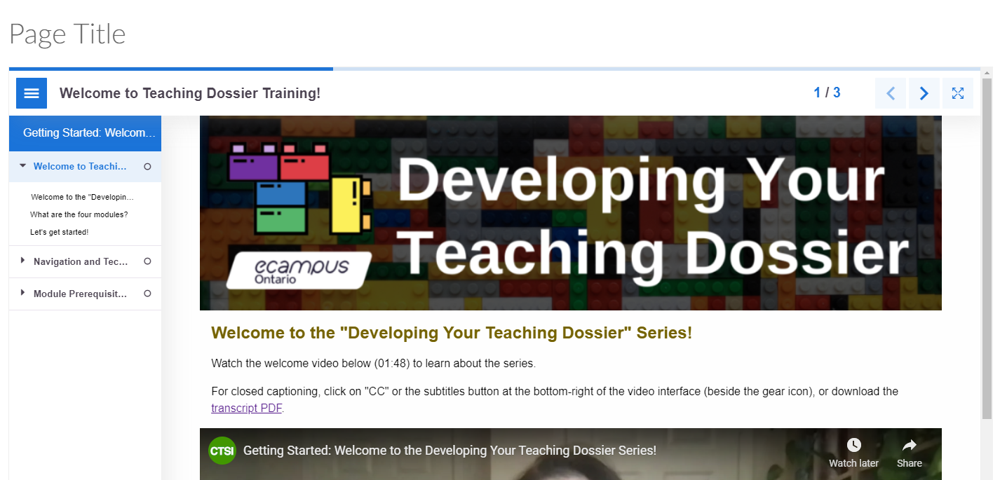 Page Title
Welcome to Teaching Dossier Training!
1 / 3
Getting Started: Welcom...
Welcome to Teachi...
Welcome to the "Developin...
What are the four modules?
Let's get started!
Navigation and Tec...
Module Prerequisit...
Developing Your
Teaching Dossier
ecampus
Ontario
Welcome to the "Developing Your Teaching Dossier" Series!
Watch the welcome video below (01:48) to learn about the series.
For closed captioning, click on "CC" or the subtitles button at the bottom-right of the video interface (beside the gear icon), or download the
transcript PDF.
CTSI
Getting Started: Welcome to the Developing Your Teaching Dossier Series!
Watch later
Share